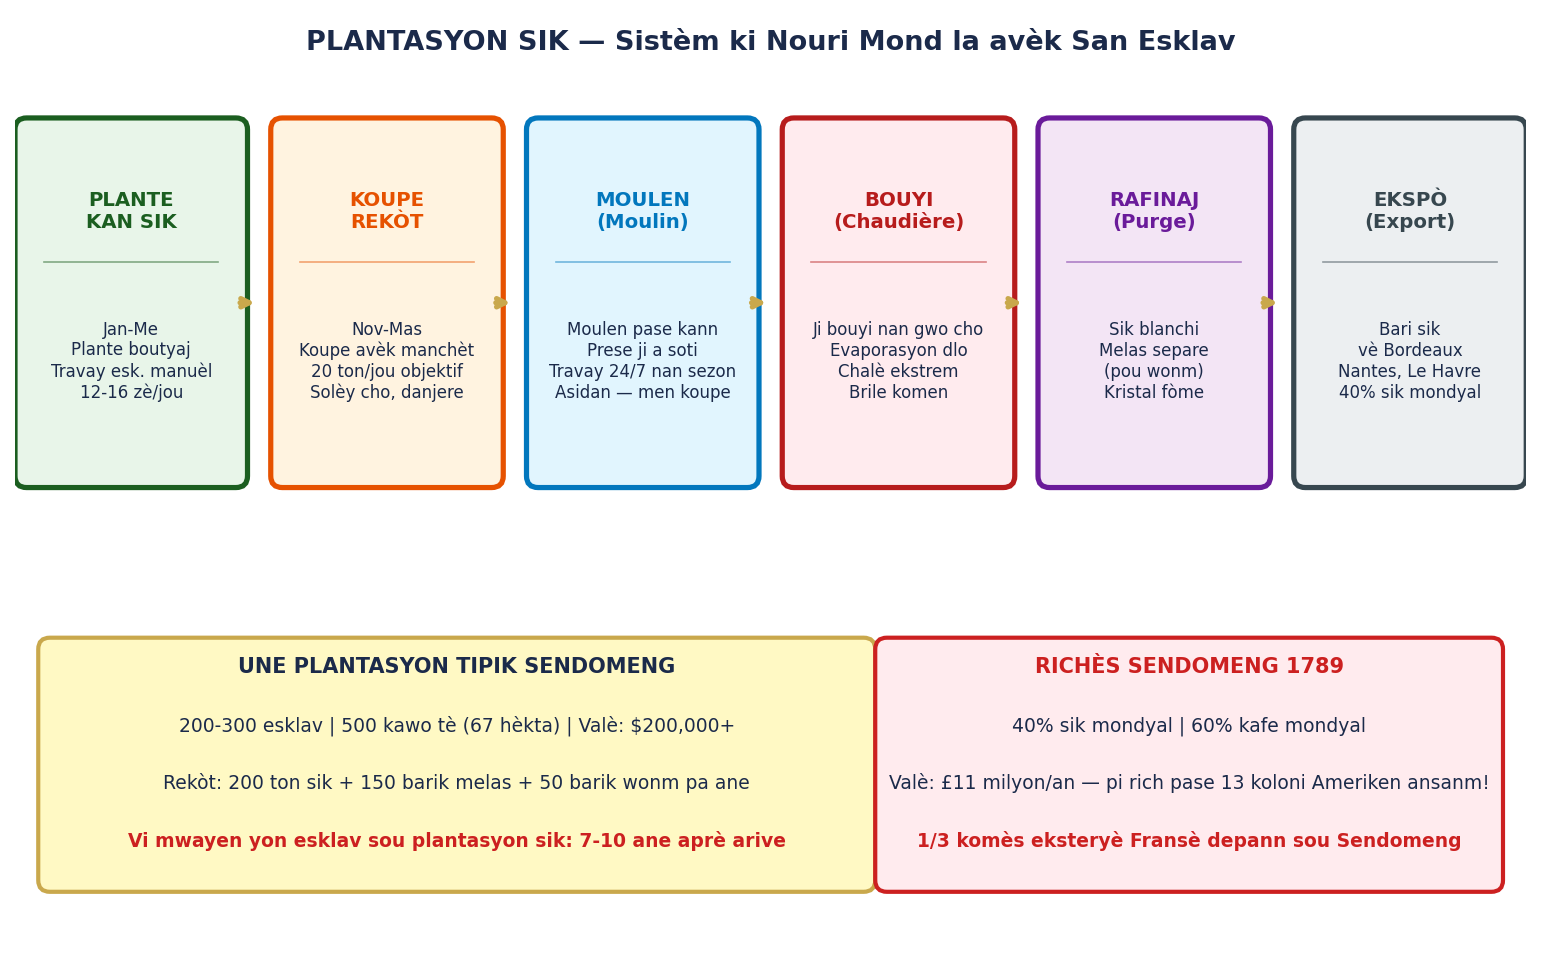 PLANTASYON SIK — Sistèm ki Nouri Mond la avèk San Esklav
PLANTE
KAN SIK
Jan-Me
Plante boutyaj
Travay esk. manuèl
12-16 zè/jou
KOUPE
REKÒT
Nov-Mas
Koupe avèk manchèt
20 ton/jou objektif
Solèy cho, danjere
MOULEN
(Moulin)
Moulen pase kann
Prese ji a soti
Travay 24/7 nan sezon
Asidan — men koupe
BOUYI
(Chaudière)
Ji bouyi nan gwo cho
Evaporasyon dlo
Chalè ekstrem
Brile komen
RAFINAJ
(Purge)
Sik blanchi
Melas separe
(pou wonm)
Kristal fòme
EKSPÒ
(Export)
Bari sik
vè Bordeaux
Nantes, Le Havre
40% sik mondyal
UNE PLANTASYON TIPIK SENDOMENG
200-300 esklav | 500 kawo tè (67 hèkta) | Valè: $200,000+
Rekòt: 200 ton sik + 150 barik melas + 50 barik wonm pa ane
Vi mwayen yon esklav sou plantasyon sik: 7-10 ane aprè arive
RICHÈS SENDOMENG 1789
40% sik mondyal | 60% kafe mondyal
Valè: £11 milyon/an — pi rich pase 13 koloni Ameriken ansanm!
1/3 komès eksteryè Fransè depann sou Sendomeng